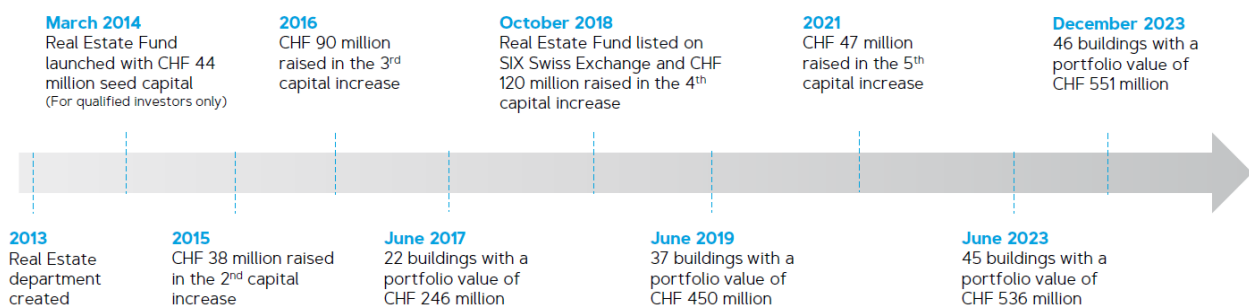 March 2014
Real Estate Fund
launched with CHF 44
million seed capital
(For qualified investors only)
2016
CHF 90 million
raised in the 3rd
capital increase
October 2018
Real Estate Fund listed on
SIX Swiss Exchange and CHF
120 million raised in the 4th
capital increase
2021
CHF 47 million
raised in the 5th
capital increase
December 2023
46 buildings with a
portfolio value of
CHF 551 million
2013
Real Estate
department
created
2015
CHF 38 million raised
in the 2nd capital
increase
June 2017
22 buildings with a
portfolio value of
CHF 246 million
June 2019
37 buildings with a
portfolio value of
CHF 450 million
June 2023
45 buildings with a
portfolio value of
CHF 536 million